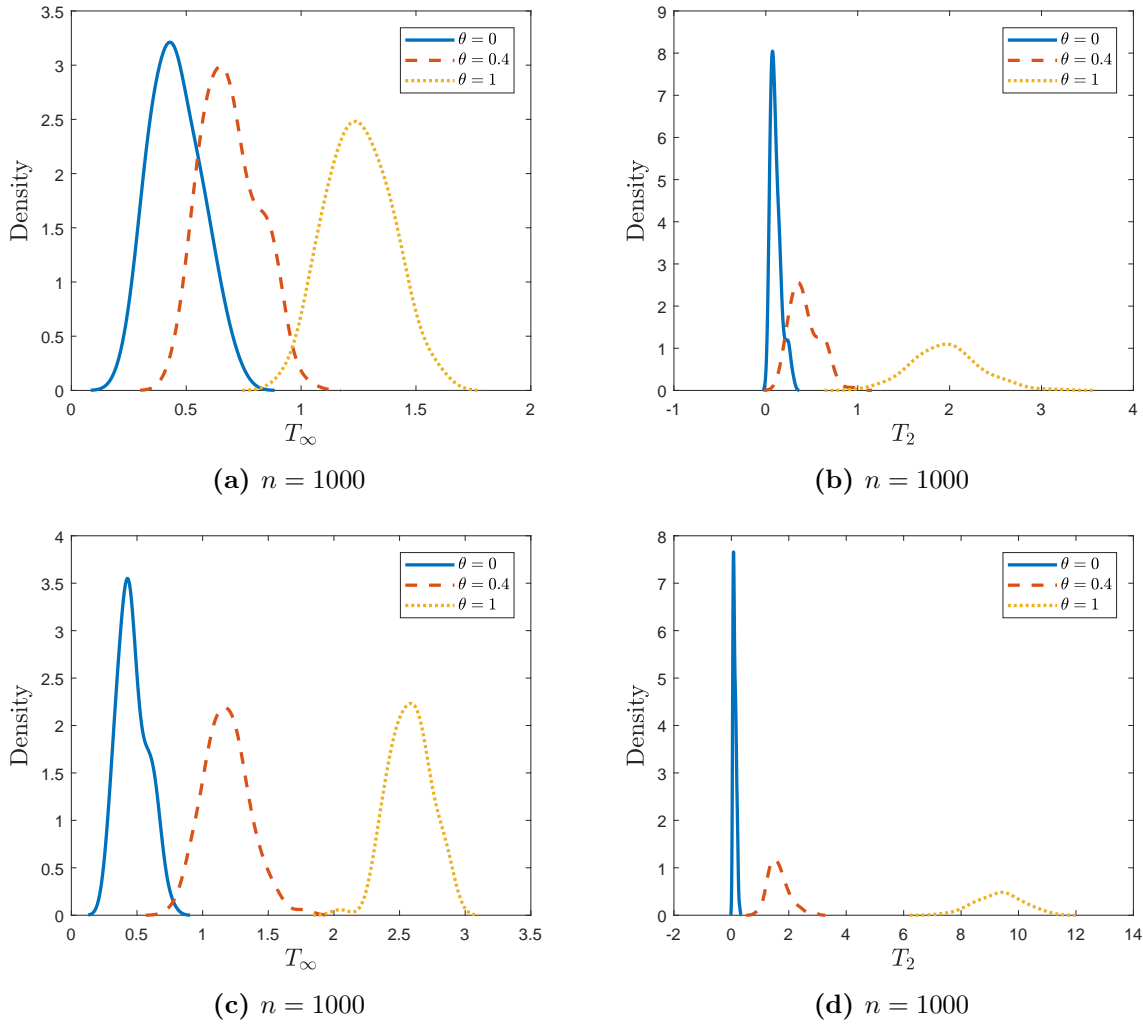 3.5
3
2.5
2
1.5
1
0.5
0
0 0.5 1 1.5 2
Density
T∞
θ = 0
θ = 0.4
θ = 1
(a) n = 1000
9
8
7
6
5
4
3
2
1
0
-1 0 1 2 3 4
Density
T₂
θ = 0
θ = 0.4
θ = 1
(b) n = 1000
4
3.5
3
2.5
2
1.5
1
0.5
0
0 0.5 1 1.5 2 2.5 3 3.5
Density
T∞
θ = 0
θ = 0.4
θ = 1
(c) n = 1000
8
7
6
5
4
3
2
1
0
-2 0 2 4 6 8 10 12 14
Density
T₂
θ = 0
θ = 0.4
θ = 1
(d) n = 1000